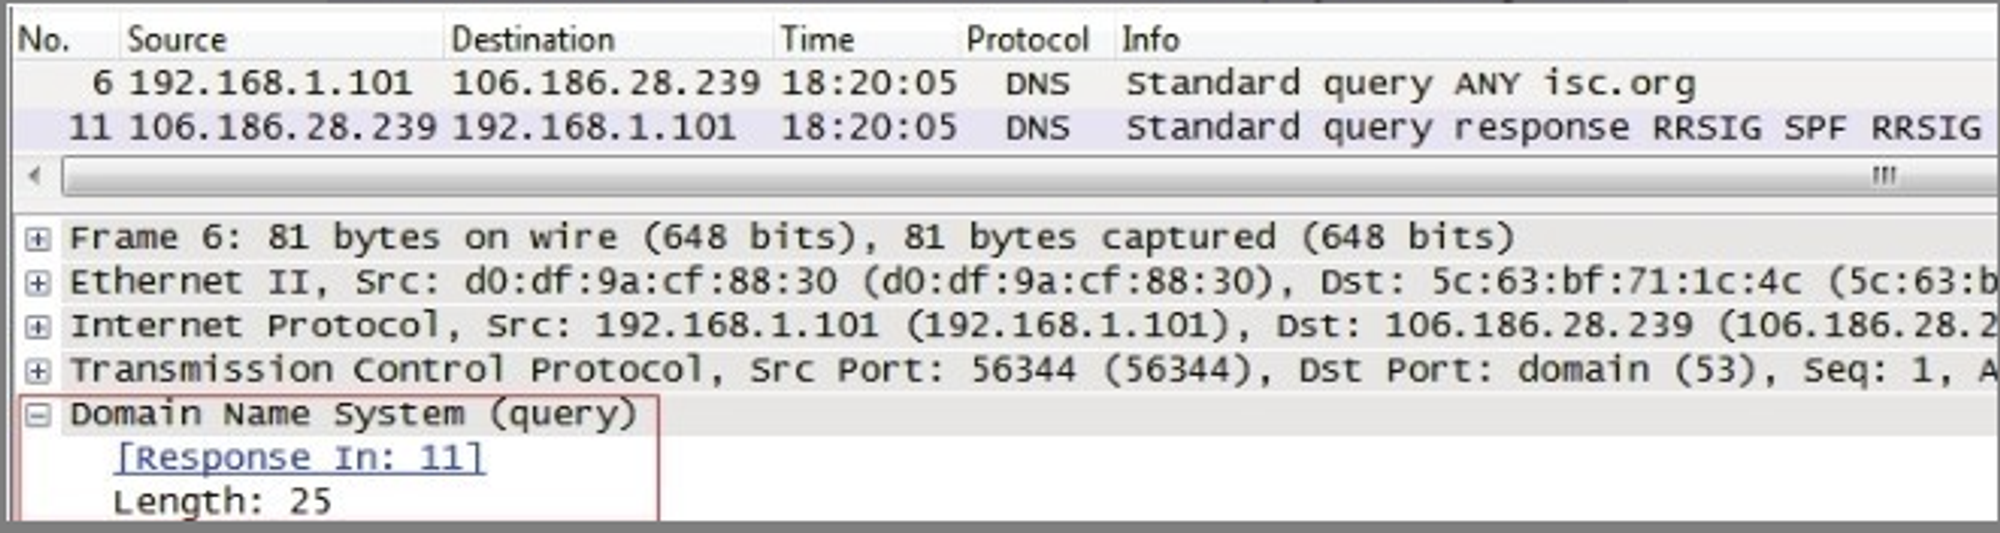 No. Source Destination Time Protocol Info
6 192.168.1.101 106.186.28.239 18:20:05 DNS Standard query ANY isc.org
11 106.186.28.239 192.168.1.101 18:20:05 DNS Standard query response RRSIG SPF RRSIG
Frame 6: 81 bytes on wire (648 bits), 81 bytes captured (648 bits)
Ethernet II, Src: d0:df:9a:cf:88:30 (d0:df:9a:cf:88:30), Dst: 5c:63:bf:71:1c:4c (5c:63:b
Internet Protocol, Src: 192.168.1.101 (192.168.1.101), Dst: 106.186.28.239 (106.186.28.2
Transmission Control Protocol, Src Port: 56344 (56344), Dst Port: domain (53), Seq: 1, A
Domain Name System (query)
[Response In: 11]
Length: 25